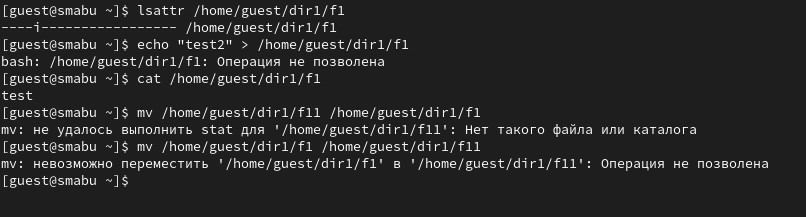 [guest@smabu ~]$ lsattr /home/guest/dir1/f1
----i----------------- /home/guest/dir1/f1
[guest@smabu ~]$ echo "test2" > /home/guest/dir1/f1
bash: /home/guest/dir1/f1: Операция не позволена
[guest@smabu ~]$ cat /home/guest/dir1/f1
test
[guest@smabu ~]$ mv /home/guest/dir1/f11 /home/guest/dir1/f1
mv: не удалось выполнить stat для '/home/guest/dir1/f11': Нет такого файла или каталога
[guest@smabu ~]$ mv /home/guest/dir1/f1 /home/guest/dir1/f11
mv: невозможно переместить '/home/guest/dir1/f1' в '/home/guest/dir1/f11': Операция не позволена
[guest@smabu ~]$